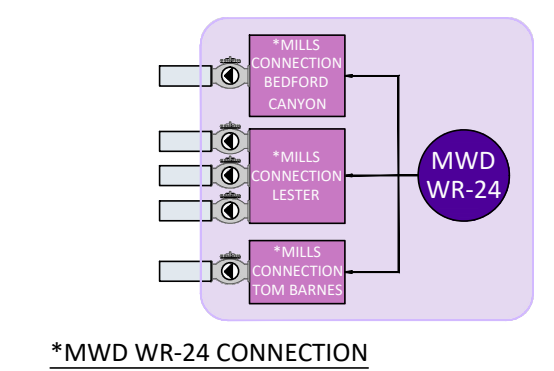 *MILLS
CONNECTION
BEDFORD
CANYON
*MILLS
CONNECTION
LESTER
MWD
WR-24
*MILLS
CONNECTION
TOM BARNES
*MWD WR-24 CONNECTION